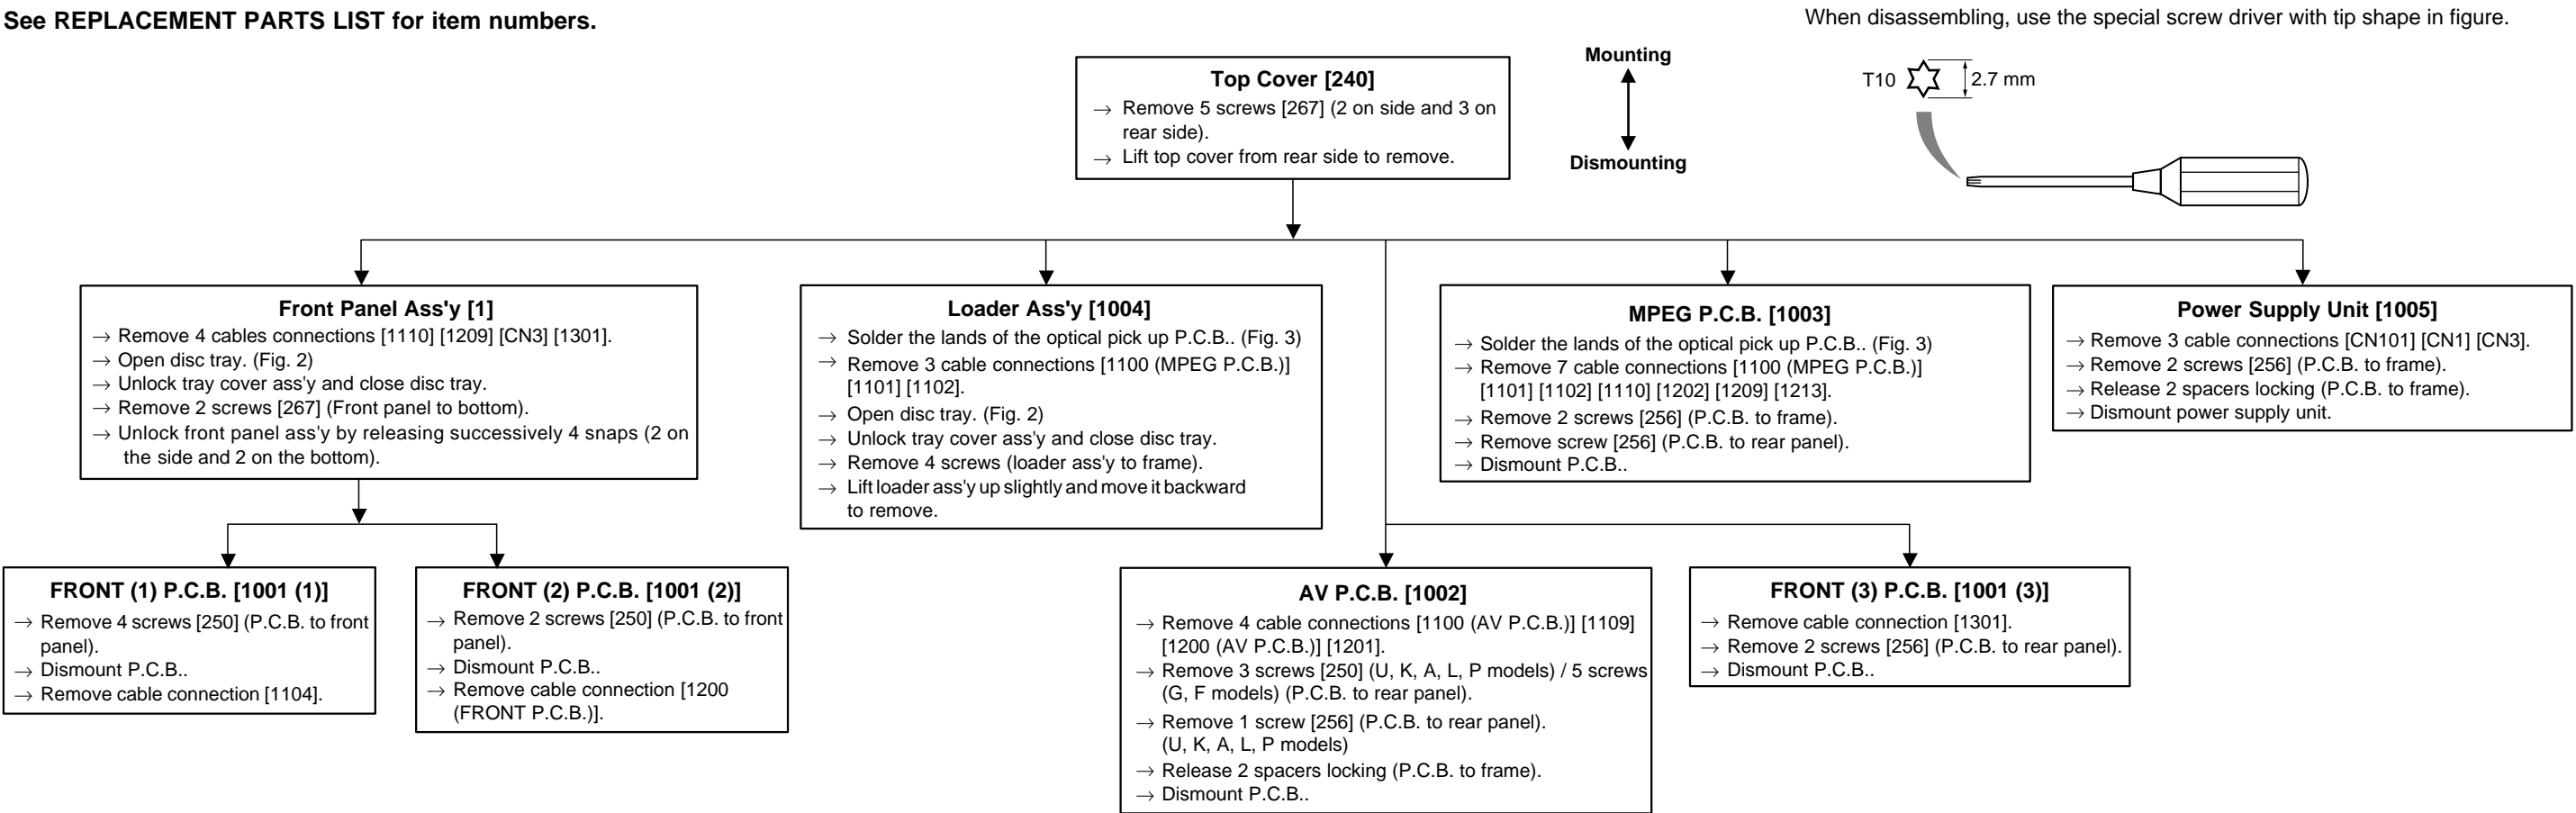 See REPLACEMENT PARTS LIST for item numbers.
When disassembling, use the special screw driver with tip shape in figure.
Mounting
Dismounting
T10
2.7 mm
Top Cover [240]
→ Remove 5 screws [267] (2 on side and 3 on
rear side).
→ Lift top cover from rear side to remove.
Front Panel Ass'y [1]
→ Remove 4 cables connections [1110] [1209] [CN3] [1301].
→ Open disc tray. (Fig. 2)
→ Unlock tray cover ass'y and close disc tray.
→ Remove 2 screws [267] (Front panel to bottom).
→ Unlock front panel ass'y by releasing successively 4 snaps (2 on
the side and 2 on the bottom).
Loader Ass'y [1004]
→ Solder the lands of the optical pick up P.C.B.. (Fig. 3)
→ Remove 3 cable connections [1100 (MPEG P.C.B.)]
[1101] [1102].
→ Open disc tray. (Fig. 2)
→ Unlock tray cover ass'y and close disc tray.
→ Remove 4 screws (loader ass'y to frame).
→ Lift loader ass'y up slightly and move it backward
to remove.
MPEG P.C.B. [1003]
→ Solder the lands of the optical pick up P.C.B.. (Fig. 3)
→ Remove 7 cable connections [1100 (MPEG P.C.B.)]
[1101] [1102] [1110] [1202] [1209] [1213].
→ Remove 2 screws [256] (P.C.B. to frame).
→ Remove screw [256] (P.C.B. to rear panel).
→ Dismount P.C.B..
Power Supply Unit [1005]
→ Remove 3 cable connections [CN101] [CN1] [CN3].
→ Remove 2 screws [256] (P.C.B. to frame).
→ Release 2 spacers locking (P.C.B. to frame).
→ Dismount power supply unit.
FRONT (1) P.C.B. [1001 (1)]
→ Remove 4 screws [250] (P.C.B. to front
panel).
→ Dismount P.C.B..
→ Remove cable connection [1104].
FRONT (2) P.C.B. [1001 (2)]
→ Remove 2 screws [250] (P.C.B. to front
panel).
→ Dismount P.C.B..
→ Remove cable connection [1200
(FRONT P.C.B.)].
AV P.C.B. [1002]
→ Remove 4 cable connections [1100 (AV P.C.B.)] [1109]
[1200 (AV P.C.B.)] [1201].
→ Remove 3 screws [250] (U, K, A, L, P models) / 5 screws
(G, F models) (P.C.B. to rear panel).
→ Remove 1 screw [256] (P.C.B. to rear panel).
(U, K, A, L, P models)
→ Release 2 spacers locking (P.C.B. to frame).
→ Dismount P.C.B..
FRONT (3) P.C.B. [1001 (3)]
→ Remove cable connection [1301].
→ Remove 2 screws [256] (P.C.B. to rear panel).
→ Dismount P.C.B..